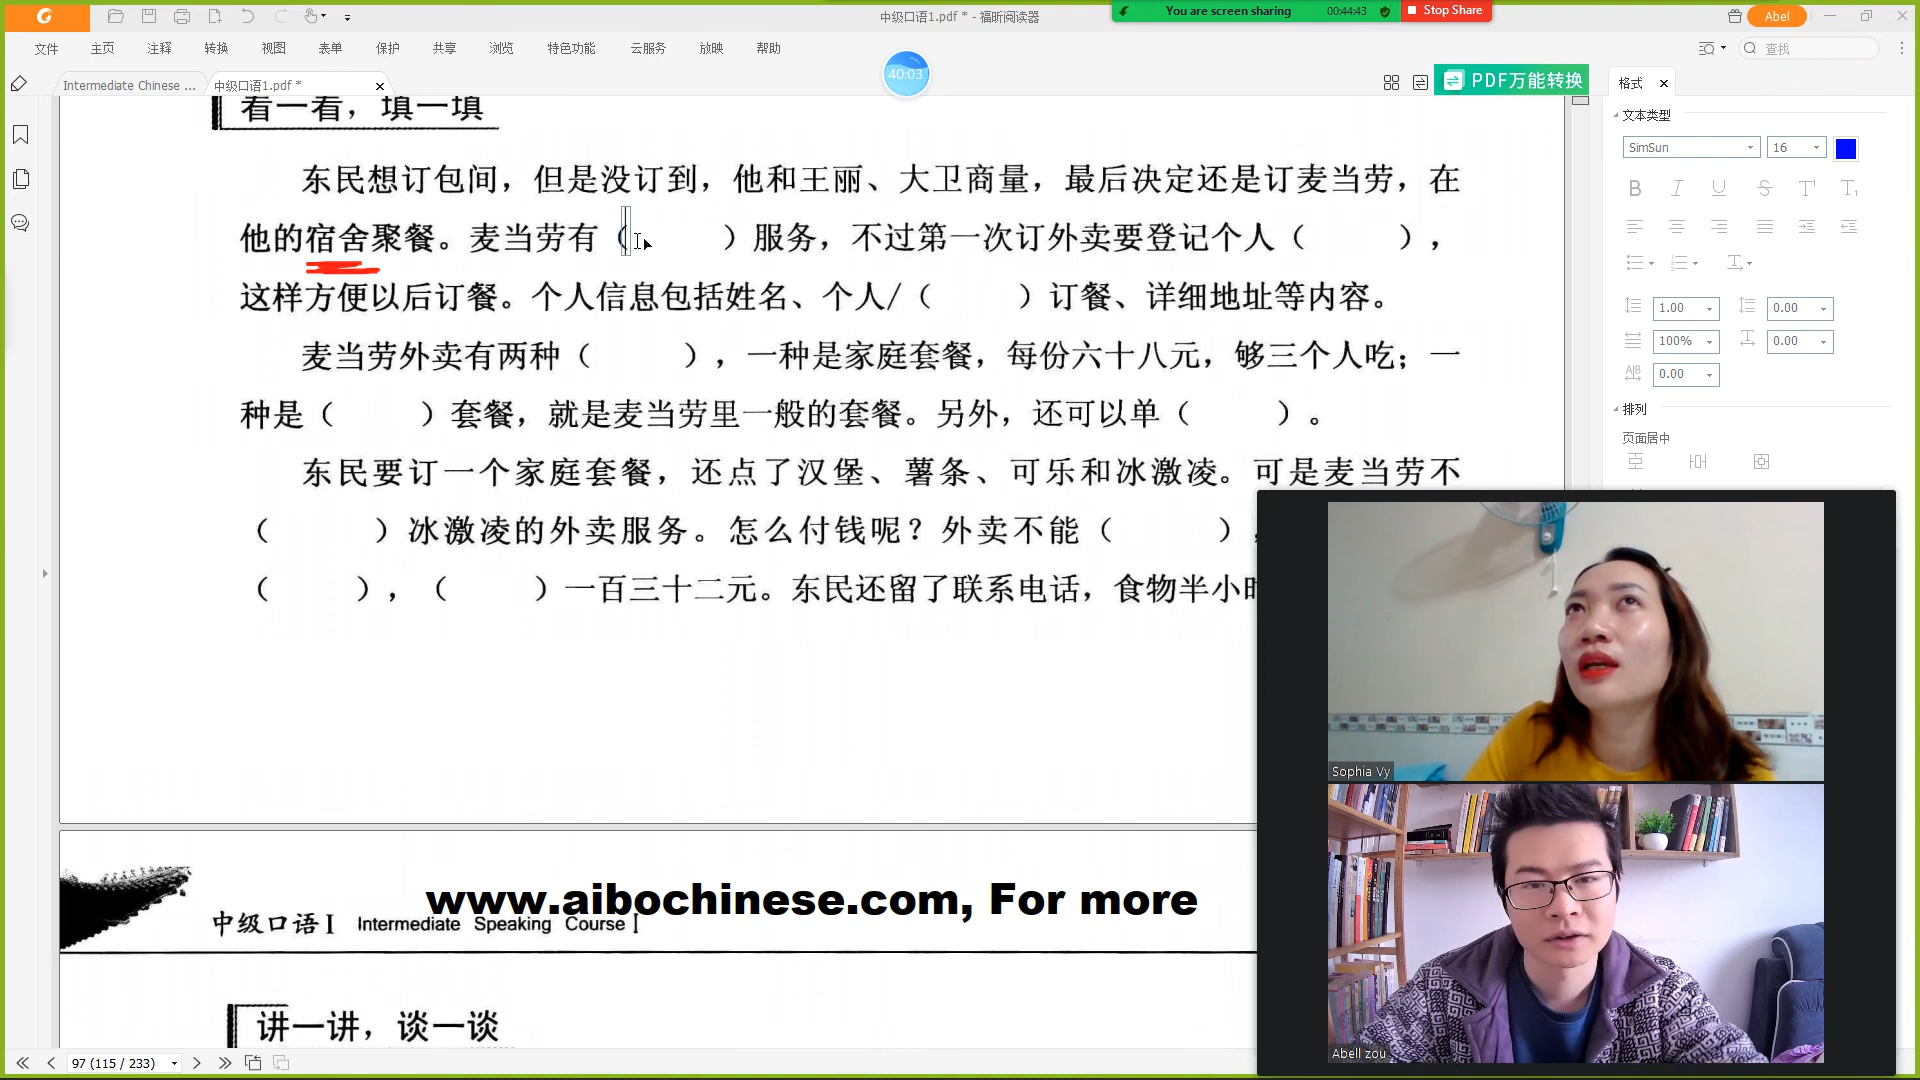 中级口语1.pdf * - 福昕阅读器
You are screen sharing
00:44:43
Stop Share
Abel
文件 主页 注释 转换 视图 表单 保护 共享 浏览 特色功能 云服务 放映 帮助
查找
Intermediate Chinese ...
中级口语1.pdf *
40:03
PDF万能转换
格式
文本类型
SimSun
16
1.00
0.00
100%
0.00
0.00
排列
页面居中
看一看，填一填
东民想订包间，但是没订到，他和王丽、大卫商量，最后决定还是订麦当劳，在
他的宿舍聚餐。麦当劳有（ ）服务，不过第一次订外卖要登记个人（ ），
这样方便以后订餐。个人信息包括姓名、个人/（ ）订餐、详细地址等内容。
麦当劳外卖有两种（ ），一种是家庭套餐，每份六十八元，够三个人吃；一
种是（ ）套餐，就是麦当劳里一般的套餐。另外，还可以单（ ）。
东民要订一个家庭套餐，还点了汉堡、薯条、可乐和冰激凌。可是麦当劳不
（ ）冰激凌的外卖服务。怎么付钱呢？外卖不能（ ），
（ ），（ ）一百三十二元。东民还留了联系电话，食物半小时
Sophia Vy
www.aibochinese.com, For more
中级口语I Intermediate Speaking Course I
讲一讲，谈一谈
Abell zou
97 (115 / 233)